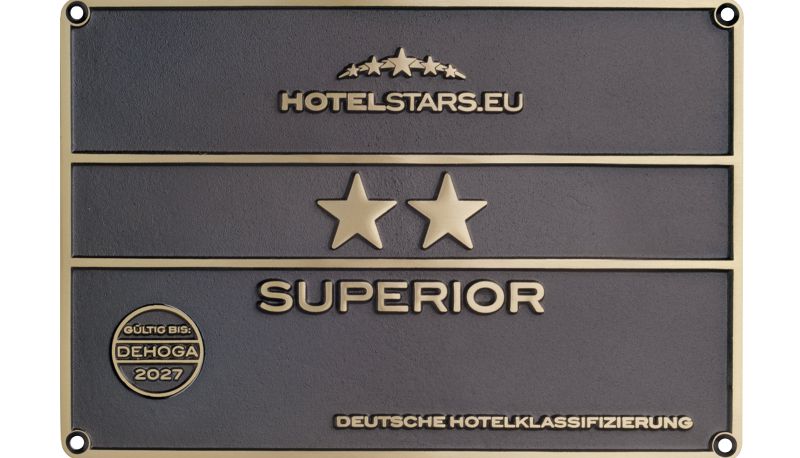 HOTELSTARS.EU
SUPERIOR
GÜLTIG BIS:
DEHOGA
2027
DEUTSCHE HOTELKLASSIFIZIERUNG